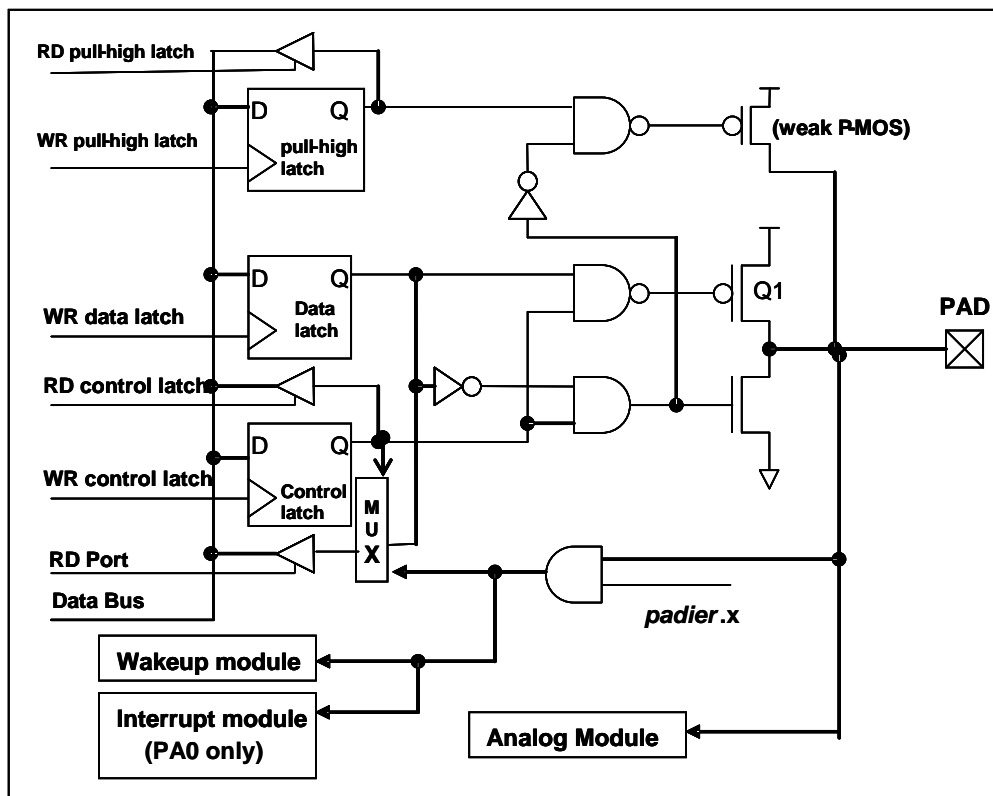 RD pull-high latch
D
Q
WR pull-high latch
pull-high
latch
(weak P-MOS)
D
Q
Data
latch
WR data latch
Q1
PAD
RD control latch
D
Q
WR control latch
Control
latch
M
U
X
RD Port
Data Bus
padier.x
Wakeup module
Interrupt module
(PA0 only)
Analog Module